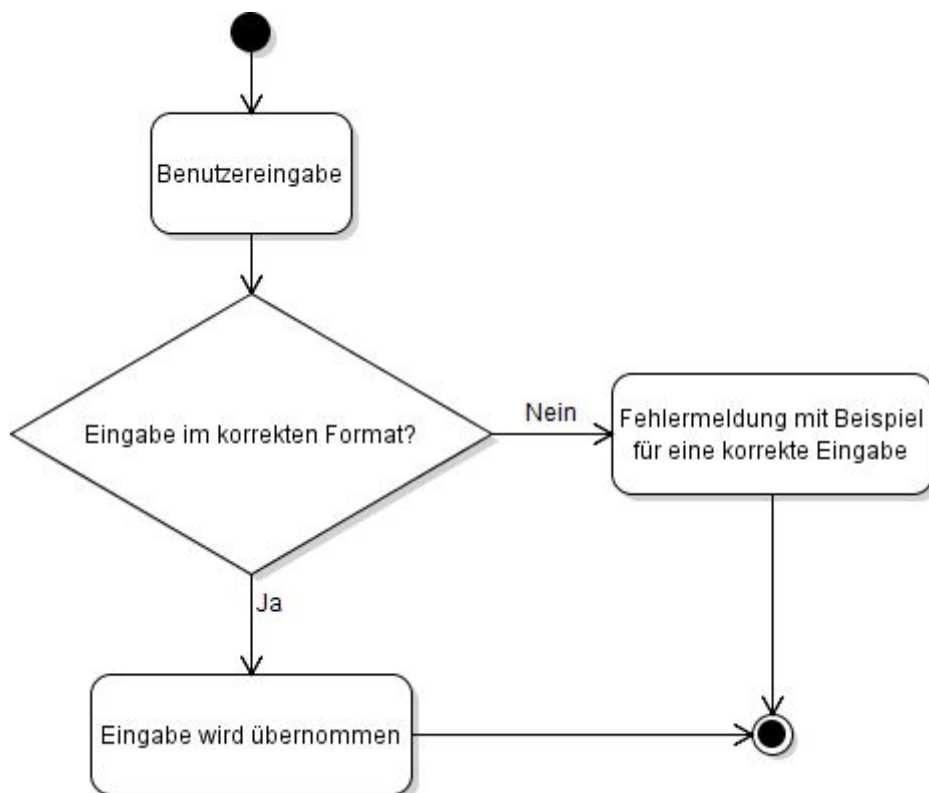 Benutzereingabe
Eingabe im korrekten Format?
Nein
Fehlermeldung mit Beispiel
für eine korrekte Eingabe
Ja
Eingabe wird übernommen